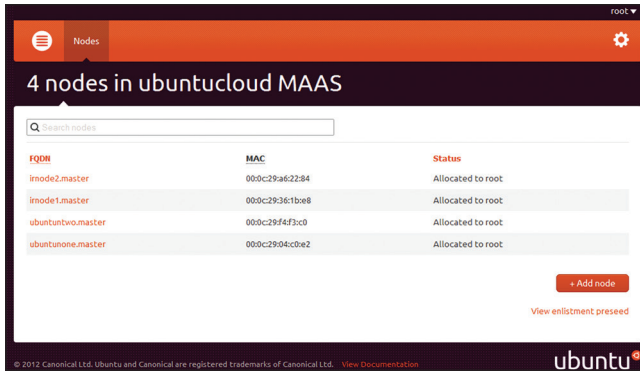 root ▼
Nodes
4 nodes in ubuntucloud MAAS
Search nodes
FQDN MAC Status
irnode2.master 00:0c:29:a6:22:84 Allocated to root
irnode1.master 00:0c:29:36:1b:e8 Allocated to root
ubuntuntwo.master 00:0c:29:f4:f3:c0 Allocated to root
ubuntunone.master 00:0c:29:04:c0:e2 Allocated to root
+ Add node
View enlistment preseed
© 2012 Canonical Ltd. Ubuntu and Canonical are registered trademarks of Canonical Ltd. View Documentation
ubuntu